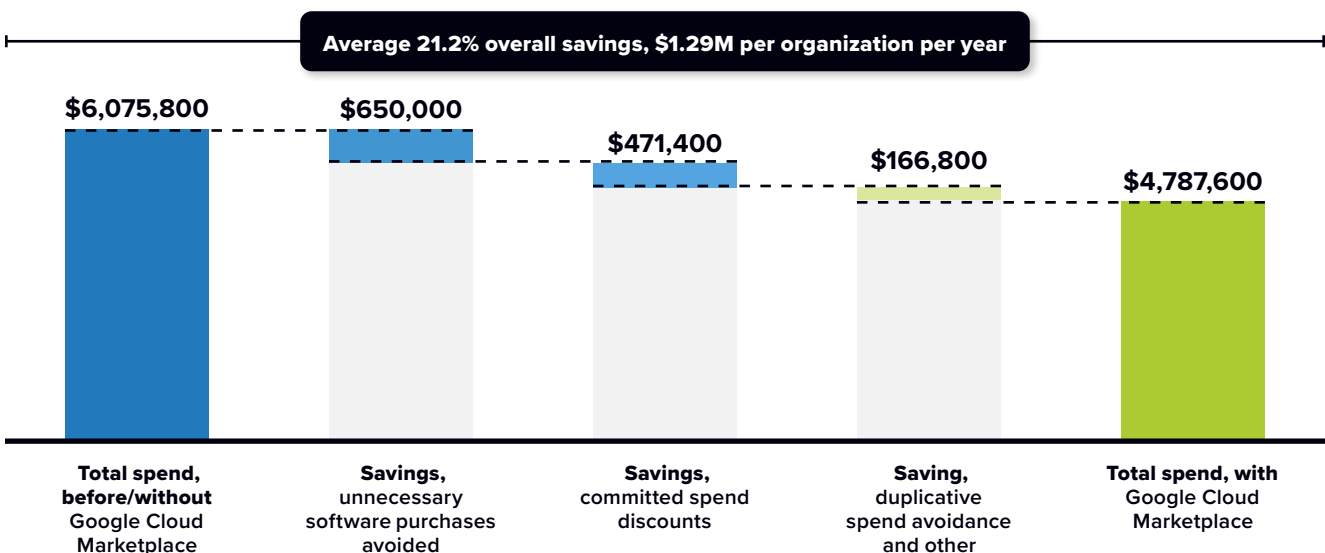 Average 21.2% overall savings, $1.29M per organization per year
$6,075,800
$650,000
$471,400
$166,800
$4,787,600
Total spend,
before/without
Google Cloud
Marketplace
Savings,
unnecessary
software purchases
avoided
Savings,
committed spend
discounts
Saving,
duplicative
spend avoidance
and other
Total spend, with
Google Cloud
Marketplace